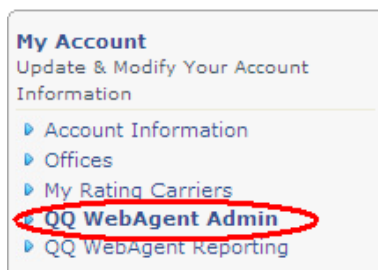 My Account
Update & Modify Your Account
Information
Account Information
Offices
My Rating Carriers
QQ WebAgent Admin
QQ WebAgent Reporting